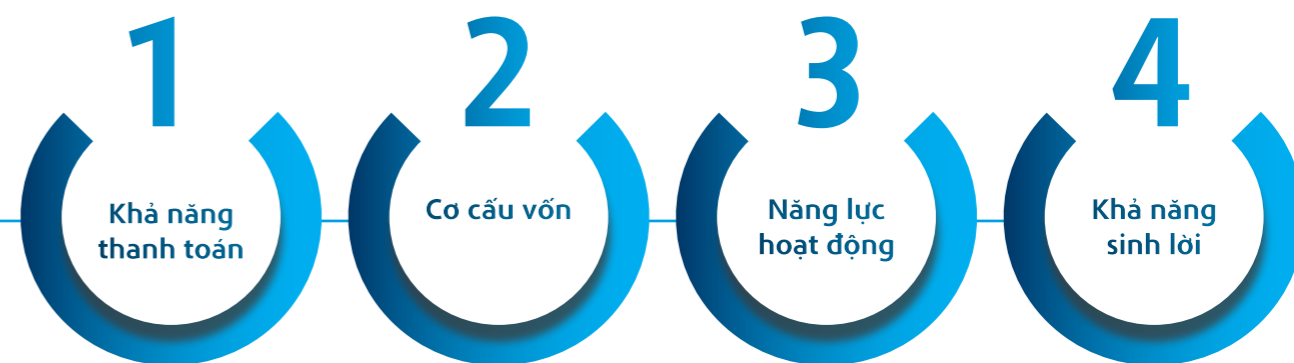 1
Khả năng
thanh toán
2
Cơ cấu vốn
3
Năng lực
hoạt động
4
Khả năng
sinh lời